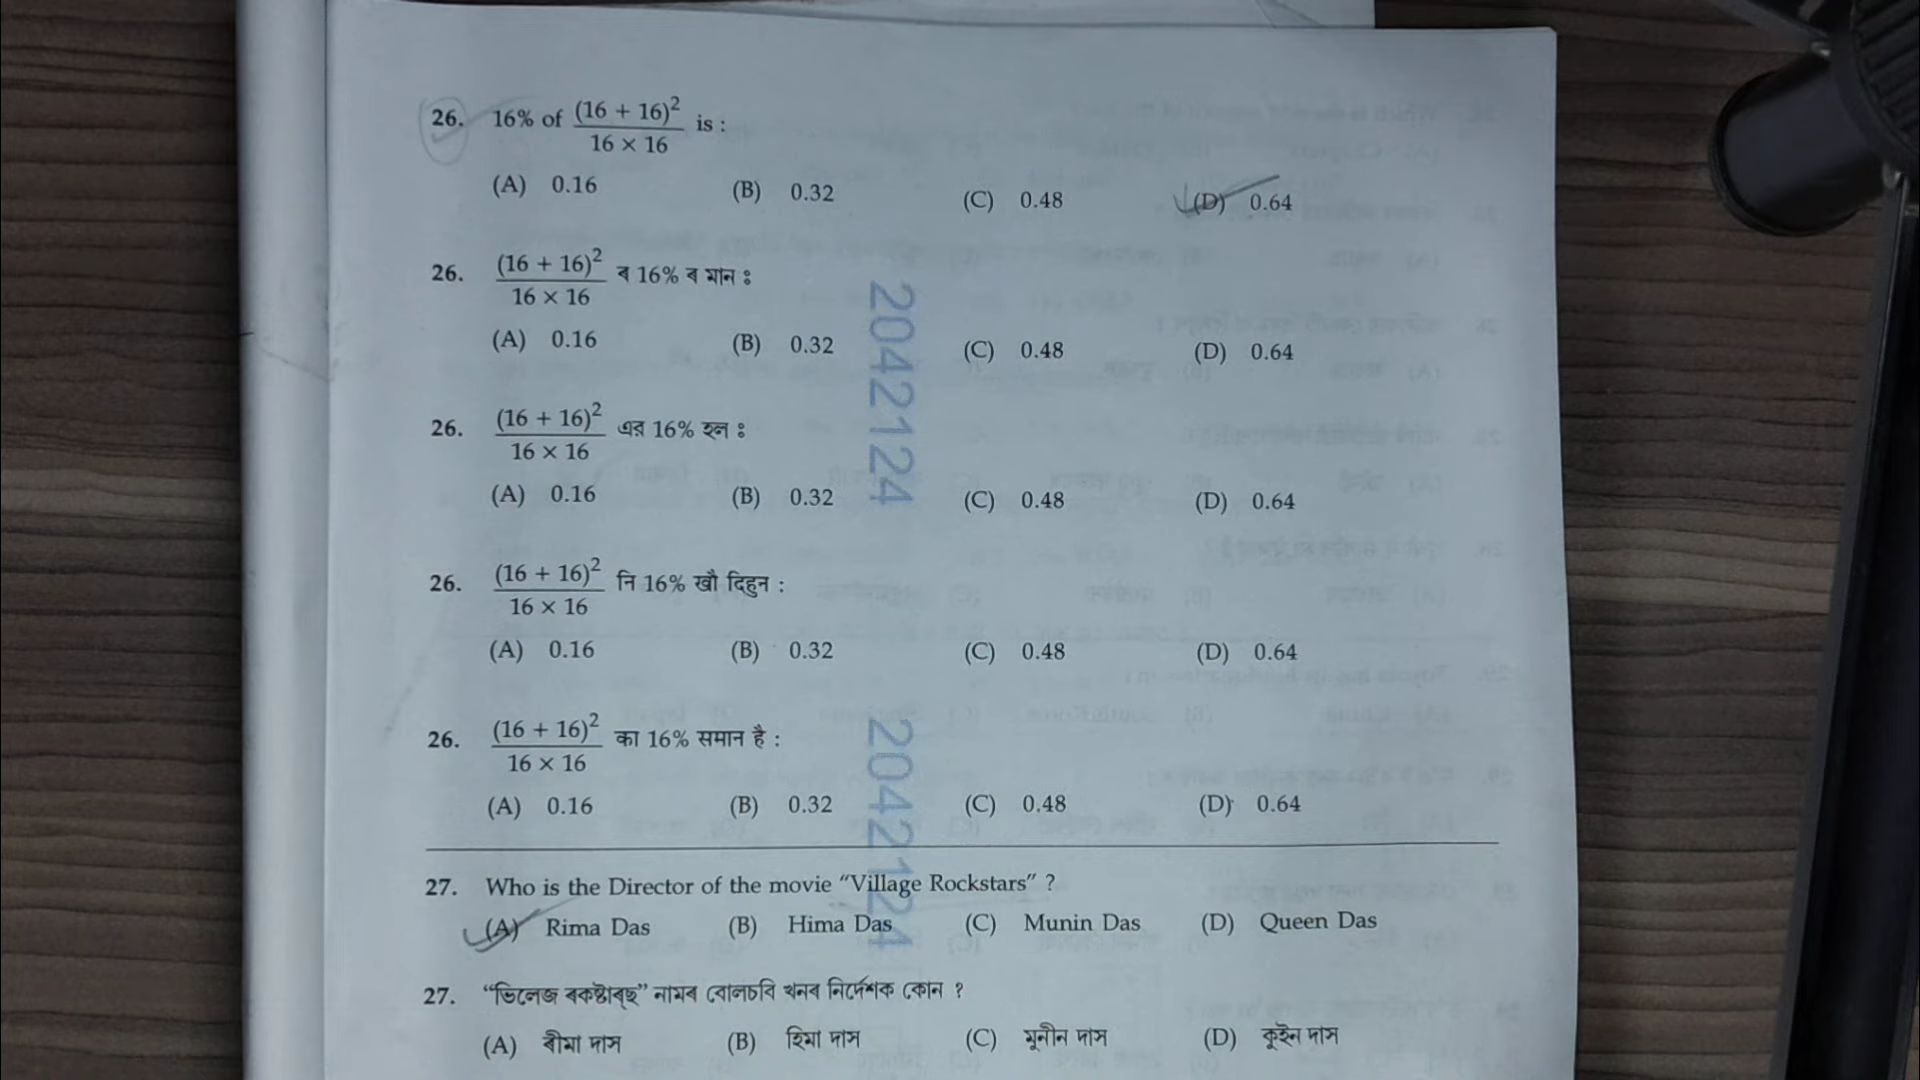 26. 16% of (16 + 16)² / 16 × 16 is :
(A) 0.16 (B) 0.32 (C) 0.48 (D) 0.64
26. (16 + 16)² / 16 × 16 ৰ 16% ৰ মান ঃ
(A) 0.16 (B) 0.32 (C) 0.48 (D) 0.64
26. (16 + 16)² / 16 × 16 এর 16% হল ঃ
(A) 0.16 (B) 0.32 (C) 0.48 (D) 0.64
26. (16 + 16)² / 16 × 16 नि 16% खौ दिहुन :
(A) 0.16 (B) 0.32 (C) 0.48 (D) 0.64
26. (16 + 16)² / 16 × 16 का 16% समान है :
(A) 0.16 (B) 0.32 (C) 0.48 (D) 0.64
27. Who is the Director of the movie “Village Rockstars” ?
(A) Rima Das (B) Hima Das (C) Munin Das (D) Queen Das
27. “ভিলেজ ৰকষ্টাৰ্ছ” নামৰ বোলচবি খনৰ নিৰ্দেশক কোন ?
(A) ৰীমা দাস (B) হিমা দাস (C) মূনীন দাস (D) কূইন দাস
2042124
2042124